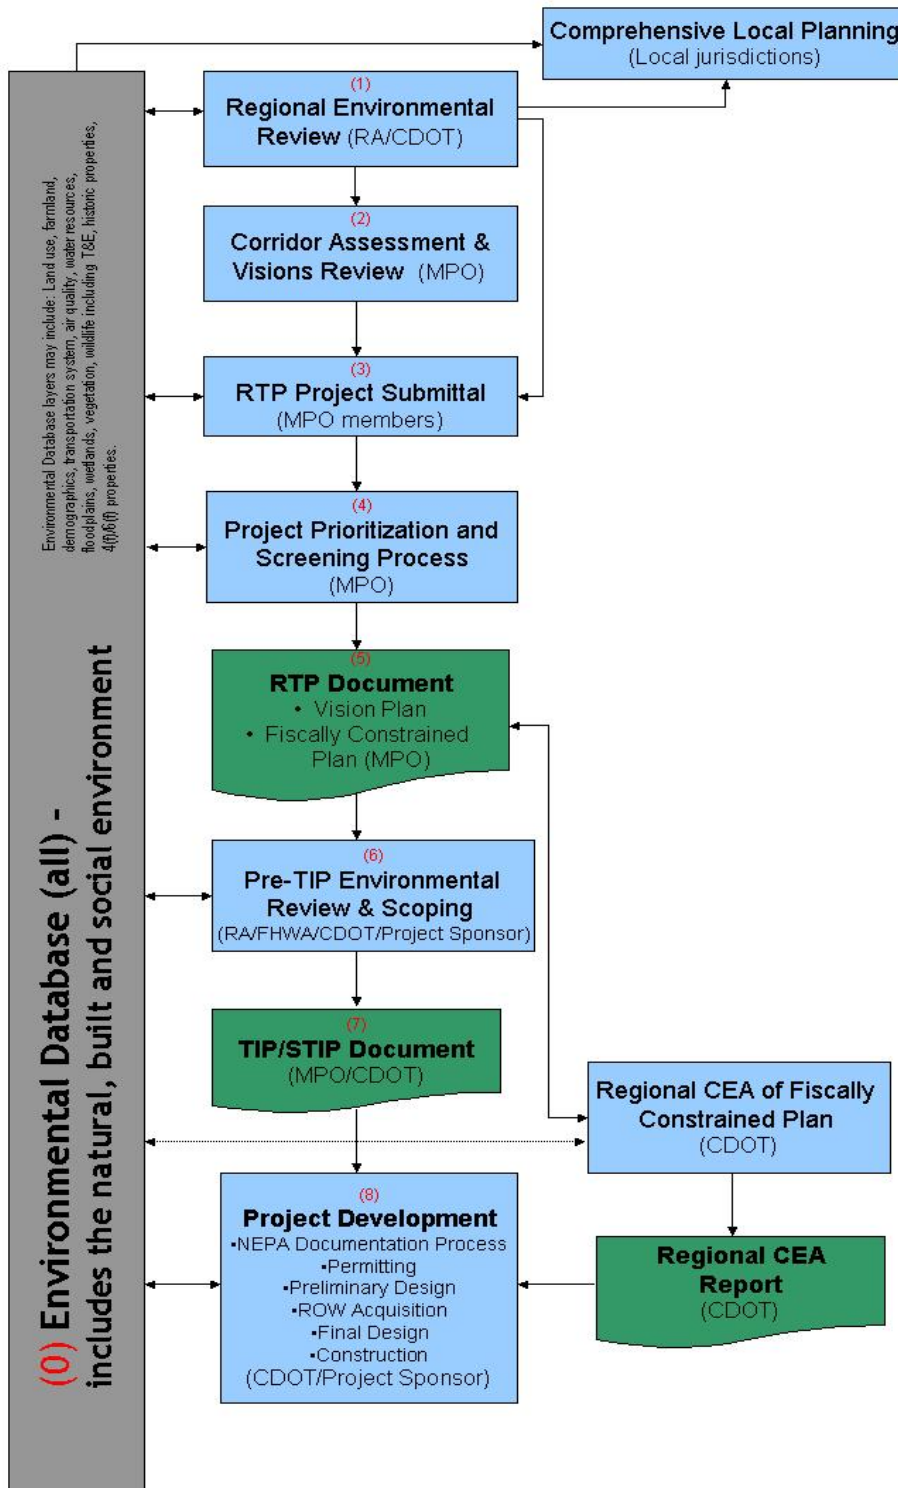 Comprehensive Local Planning
(Local jurisdictions)
(1)
Regional Environmental
Review (RA/CDOT)
(2)
Corridor Assessment &
Visions Review (MPO)
(3)
RTP Project Submittal
(MPO members)
(4)
Project Prioritization and
Screening Process
(MPO)
(5)
RTP Document
• Vision Plan
• Fiscally Constrained
Plan (MPO)
(6)
Pre-TIP Environmental
Review & Scoping
(RA/FHWA/CDOT/Project Sponsor)
(7)
TIP/STIP Document
(MPO/CDOT)
(8)
Project Development
▪NEPA Documentation Process
▪Permitting
▪Preliminary Design
▪ROW Acquisition
▪Final Design
▪Construction
(CDOT/Project Sponsor)
Regional CEA of Fiscally
Constrained Plan
(CDOT)
Regional CEA
Report
(CDOT)
(0) Environmental Database (all) -
includes the natural, built and social environment
Environmental Database layers may include: Land use, farmland,
demographics, transportation system, air quality, water resources,
floodplains, wetlands, vegetation, wildlife including T&E, historic properties,
4(f)/6(f) properties.